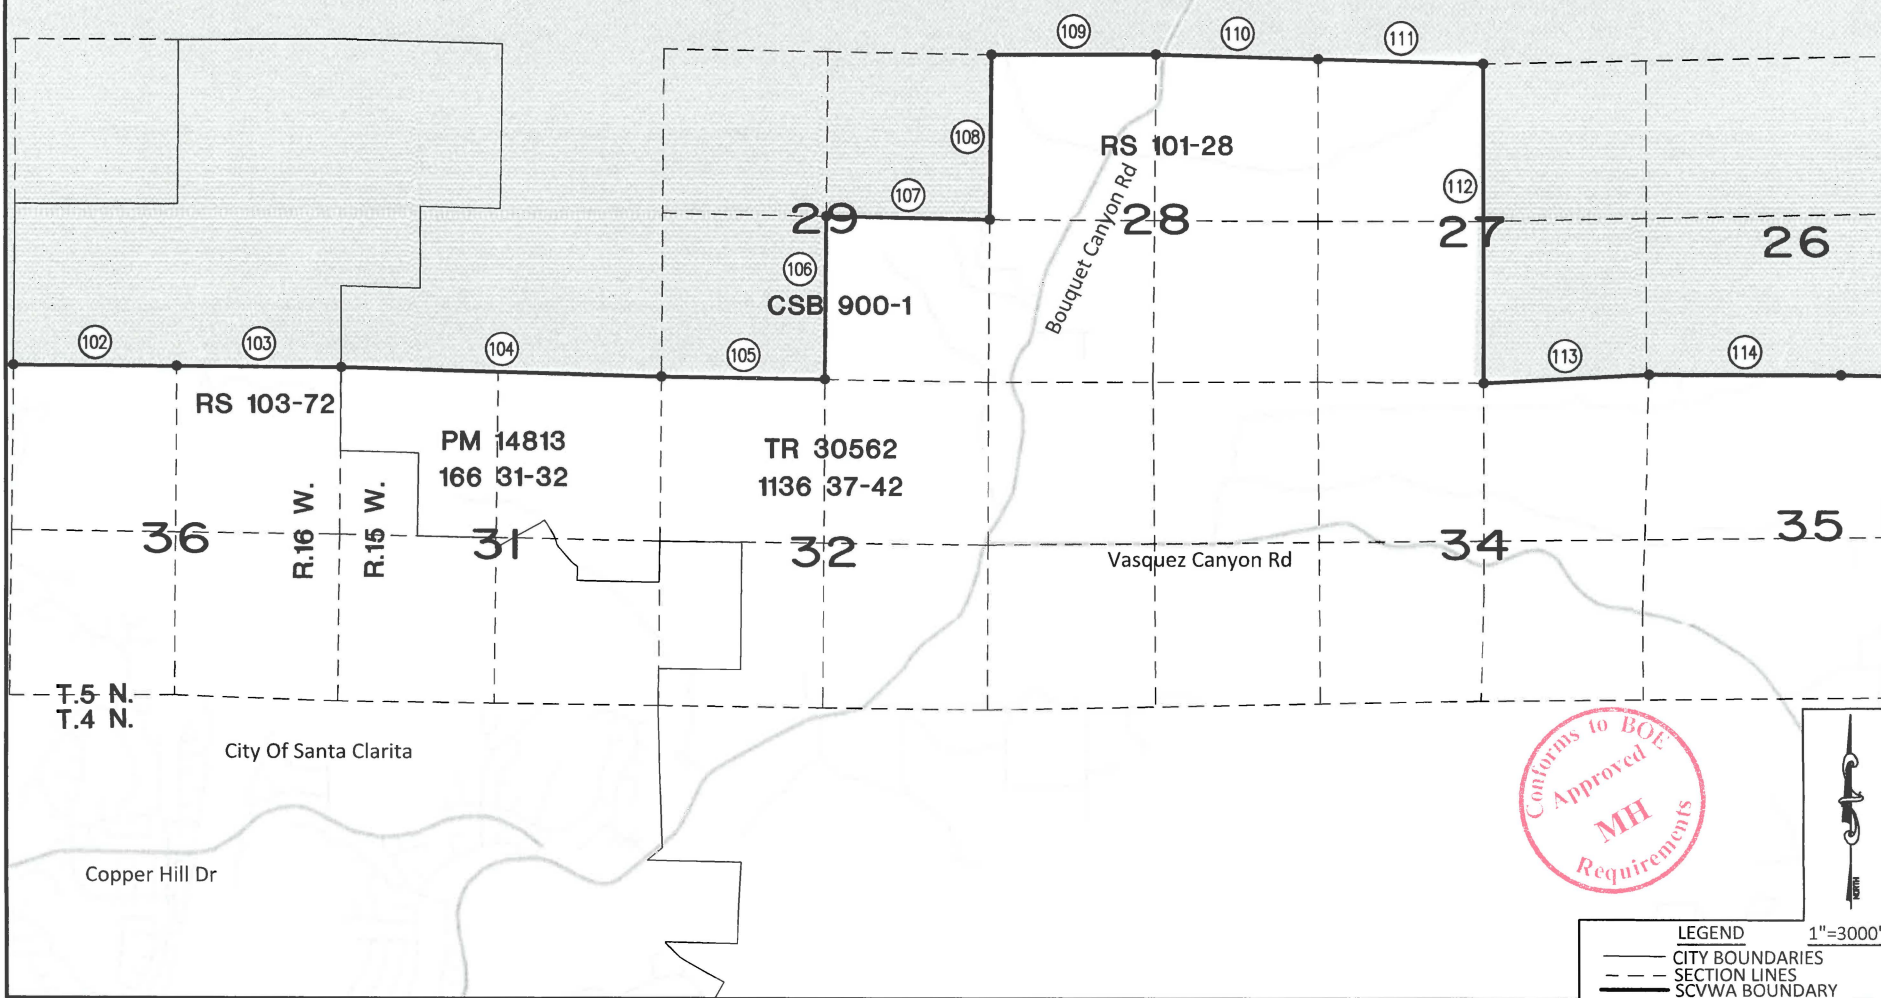 109
110
111
108
RS 101-28
112
107
29
28
27
26
106
CSB 900-1
Bouquet Canyon Rd
102
103
104
105
113
114
RS 103-72
PM 14813
166 31-32
TR 30562
1136 37-42
R.16 W.
R.15 W.
36
31
32
34
35
Vasquez Canyon Rd
T.5 N.
T.4 N.
City Of Santa Clarita
Copper Hill Dr
Conforms to BOE
Approved
MH
Requirements
NORTH
LEGEND 1"=3000'
CITY BOUNDARIES
SECTION LINES
SCVWA BOUNDARY